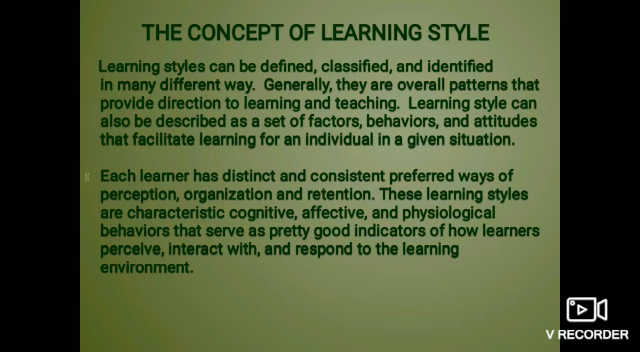 THE CONCEPT OF LEARNING STYLE
Learning styles can be defined, classified, and identified
in many different way. Generally, they are overall patterns that
provide direction to learning and teaching. Learning style can
also be described as a set of factors, behaviors, and attitudes
that facilitate learning for an individual in a given situation.
Each learner has distinct and consistent preferred ways of
perception, organization and retention. These learning styles
are characteristic cognitive, affective, and physiological
behaviors that serve as pretty good indicators of how learners
perceive, interact with, and respond to the learning
environment.
V RECORDER